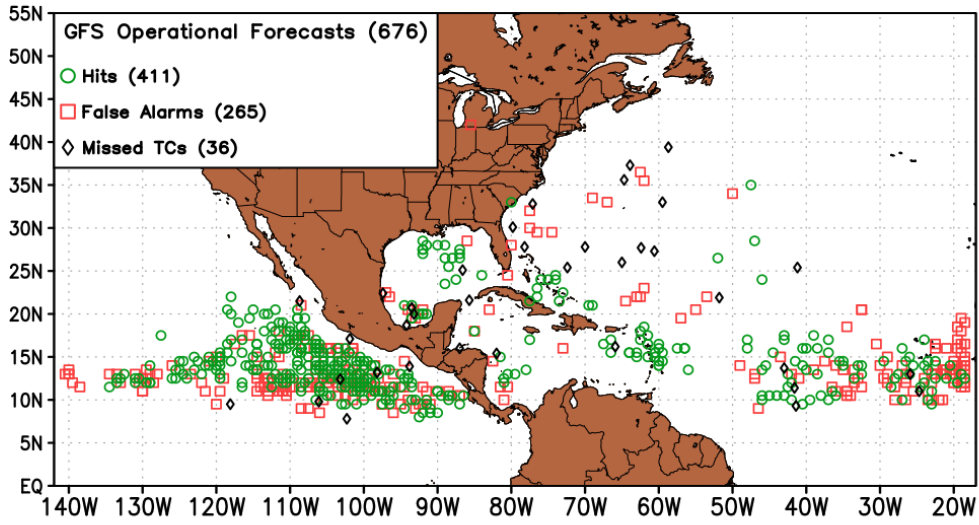 GFS Operational Forecasts (676)
Hits (411)
False Alarms (265)
Missed TCs (36)
55N
50N
45N
40N
35N
30N
25N
20N
15N
10N
5N
EQ
140W 130W 120W 110W 100W 90W 80W 70W 60W 50W 40W 30W 20W